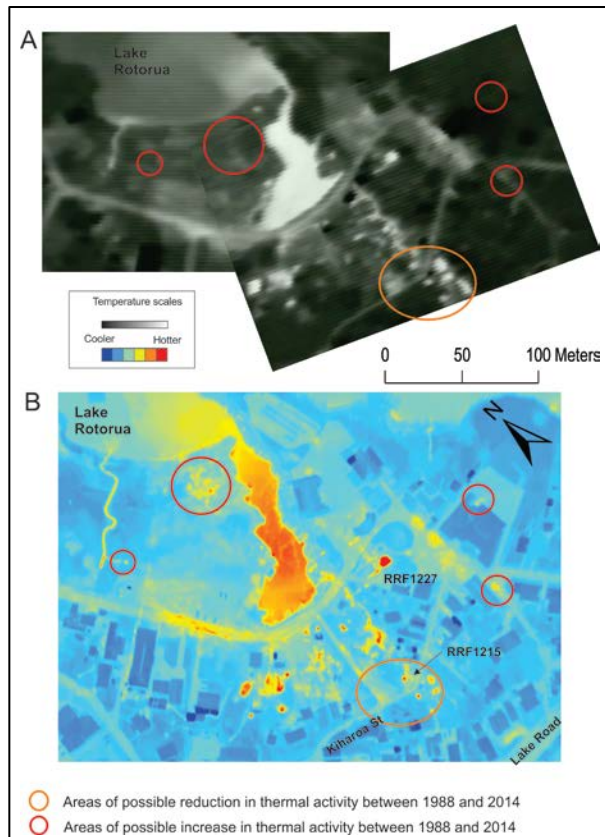 A
Lake
Rotorua
Temperature scales
Cooler Hotter
0 50 100 Meters
B
Lake
Rotorua
N
RRF1227
RRF1215
Kiharoa St
Lake Road
Areas of possible reduction in thermal activity between 1988 and 2014
Areas of possible increase in thermal activity between 1988 and 2014